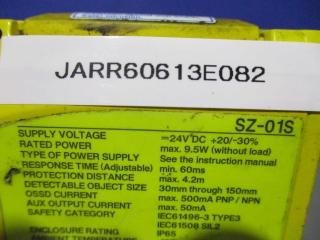 JARR60613E082
SZ-01S
SUPPLY VOLTAGE ⎓24V DC +20/-30%
RATED POWER max. 9.5W (without load)
TYPE OF POWER SUPPLY See the instruction manual
RESPONSE TIME (Adjustable) min. 60ms
PROTECTION DISTANCE max. 4.2m
DETECTABLE OBJECT SIZE 30mm through 150mm
OSSD CURRENT max. 500mA PNP / NPN
AUX OUTPUT CURRENT max. 50mA
SAFETY CATEGORY IEC61496-3 TYPE3
IEC61508 SIL2
ENCLOSURE RATING IP65
AMBIENT TEMPERATURE